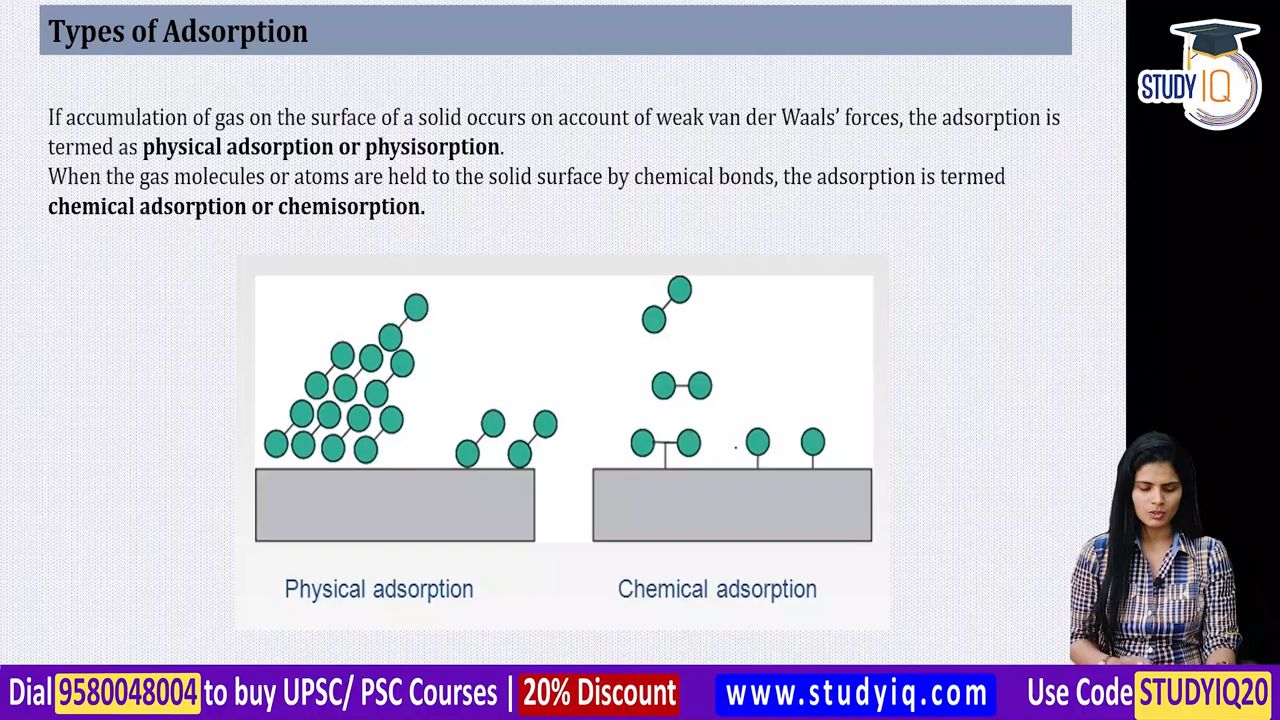 Types of Adsorption
STUDY IQ
If accumulation of gas on the surface of a solid occurs on account of weak van der Waals’ forces, the adsorption is
termed as physical adsorption or physisorption.
When the gas molecules or atoms are held to the solid surface by chemical bonds, the adsorption is termed
chemical adsorption or chemisorption.
Physical adsorption
Chemical adsorption
Dial 9580048004 to buy UPSC/ PSC Courses | 20% Discount www.studyiq.com Use Code STUDYIQ20